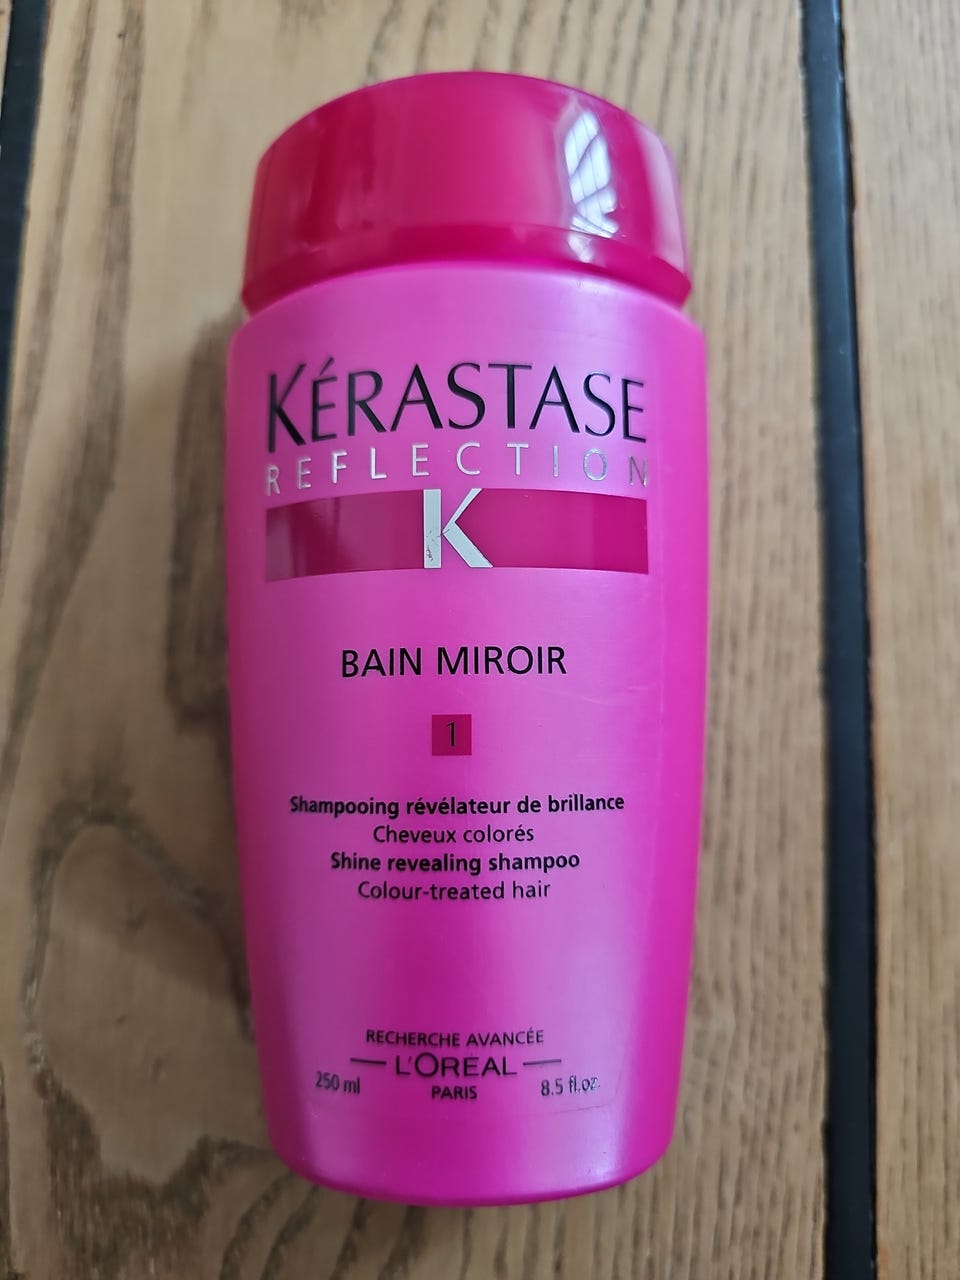 KÉRASTASE
REFLECTION
K
BAIN MIROIR
1
Shampooing révélateur de brillance
Cheveux colorés
Shine revealing shampoo
Colour-treated hair
RECHERCHE AVANCÉE
L'ORÉAL
PARIS
250 ml 8.5 fl.oz.